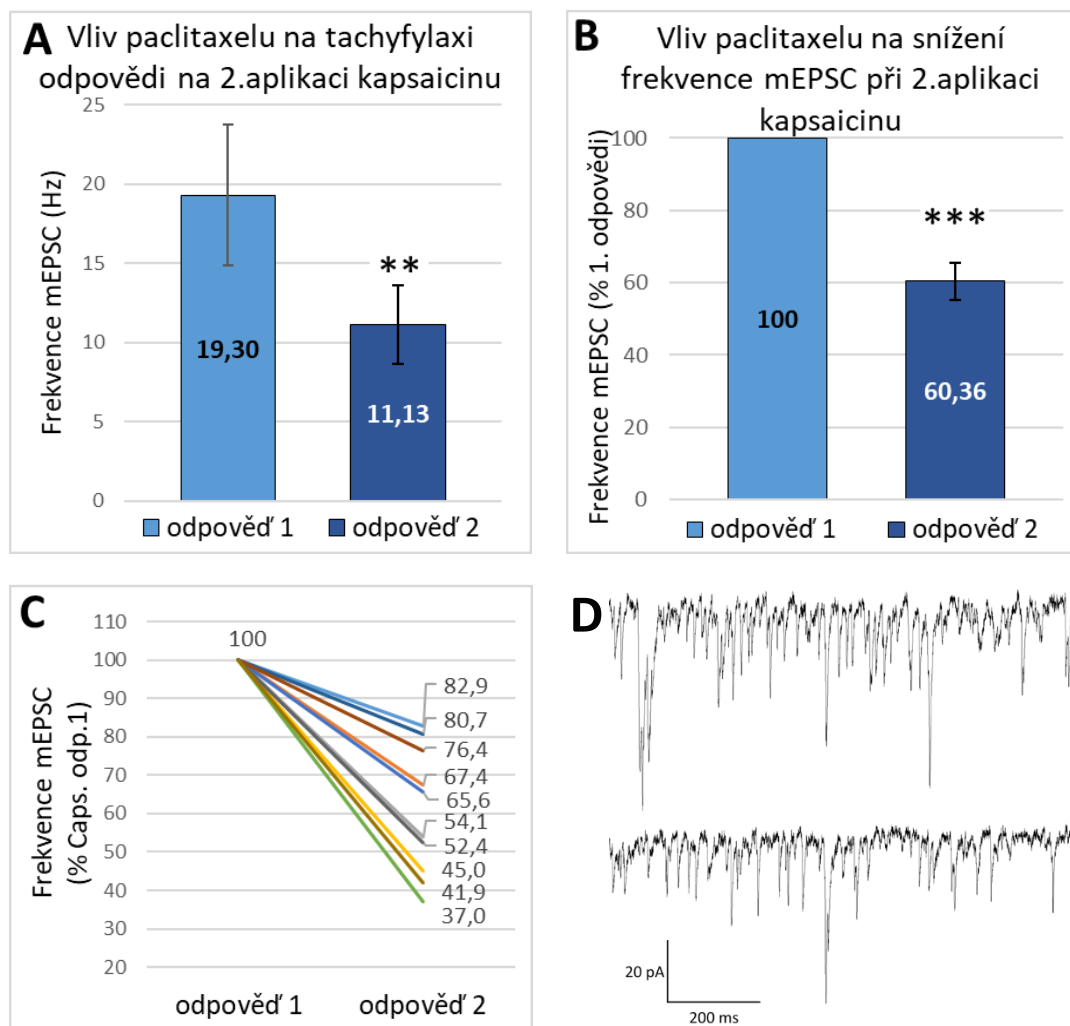 A
Vliv paclitaxelu na tachyfylaxi
odpovědi na 2.aplikaci kapsaicinu
Frekvence mEPSC (Hz)
25
20
15
10
5
0
**
19,30
11,13
odpověď 1
odpověď 2
B
Vliv paclitaxelu na snížení
frekvence mEPSC při 2.aplikaci
kapsaicinu
Frekvence mEPSC (% 1. odpovědi)
100
80
60
40
20
0
***
100
60,36
odpověď 1
odpověď 2
C
Frekvence mEPSC
(% Caps. odp.1)
110
100
90
80
70
60
50
40
30
20
100
82,9
80,7
76,4
67,4
65,6
54,1
52,4
45,0
41,9
37,0
odpověď 1
odpověď 2
D
20 pA
200 ms